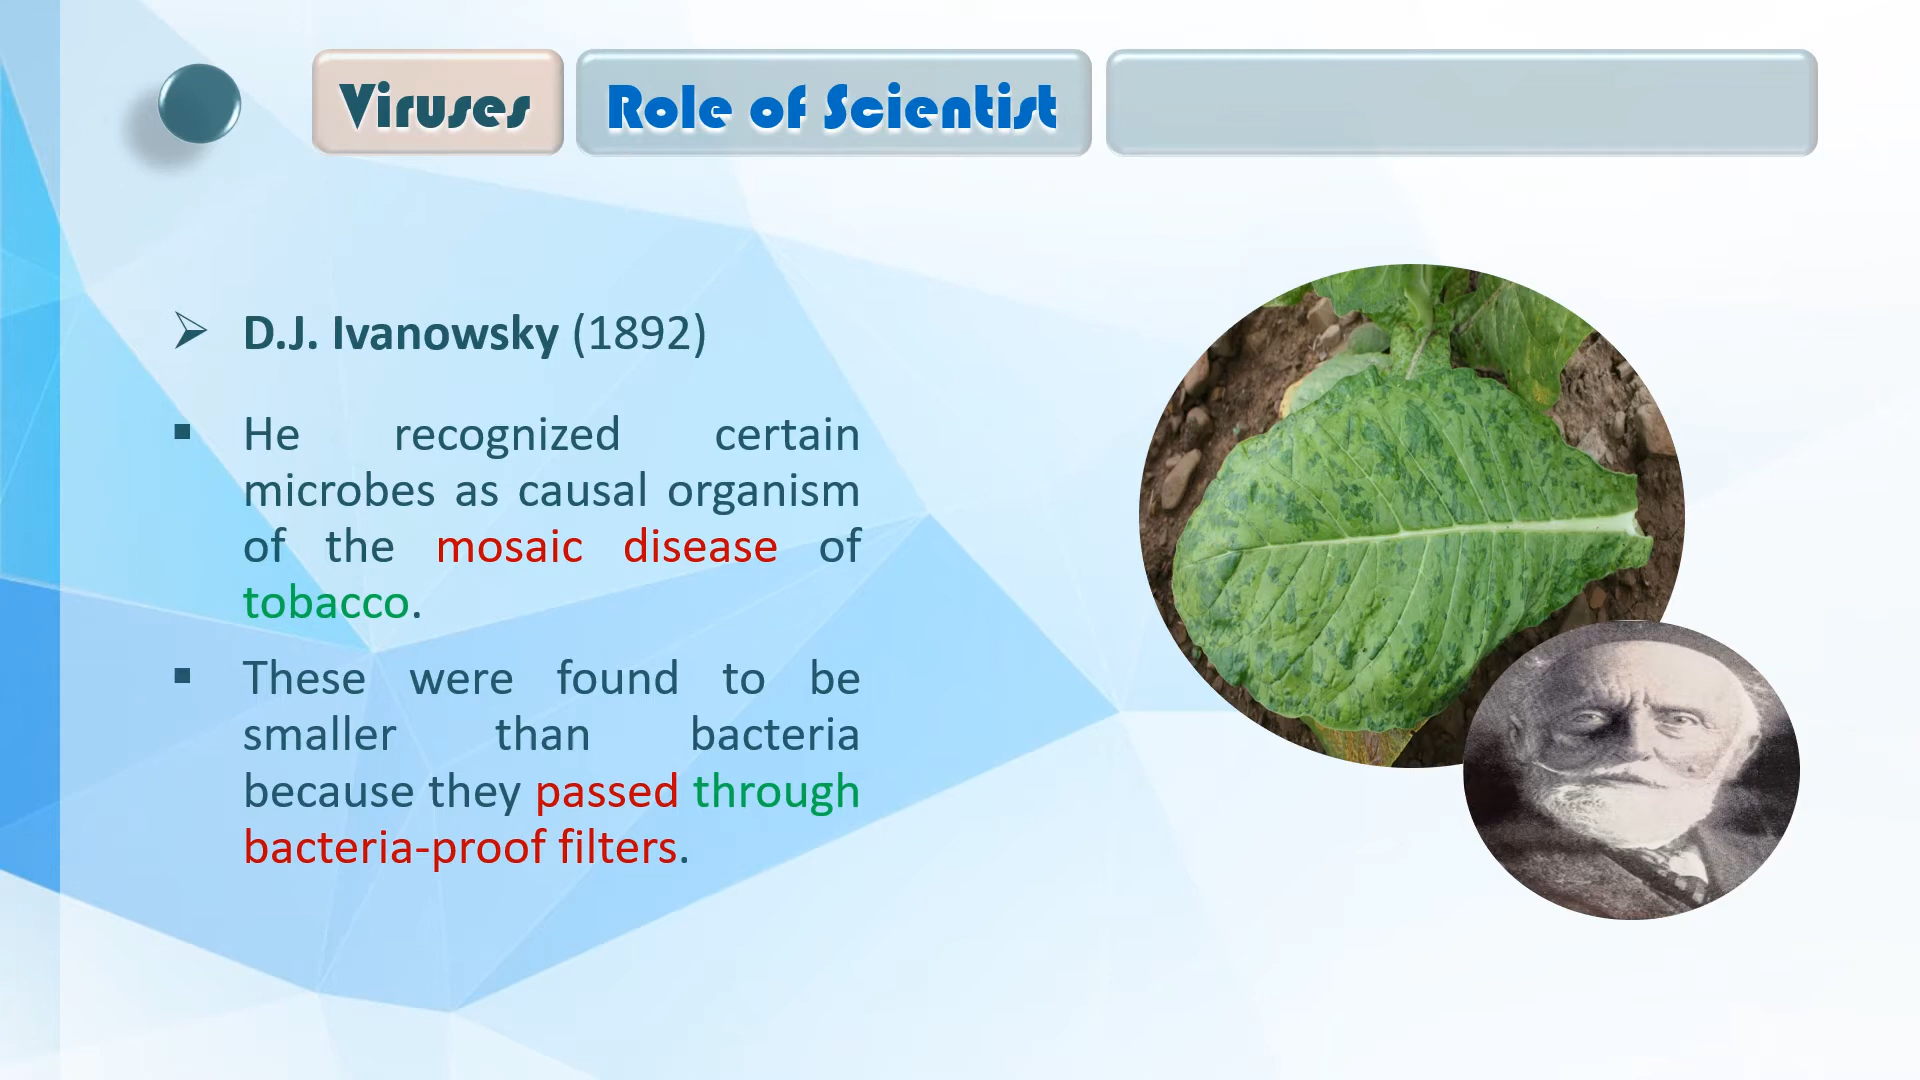 Viruses
Role of Scientist
D.J. Ivanowsky (1892)
He recognized certain
microbes as causal organism
of the mosaic disease of
tobacco.
These were found to be
smaller than bacteria
because they passed through
bacteria-proof filters.